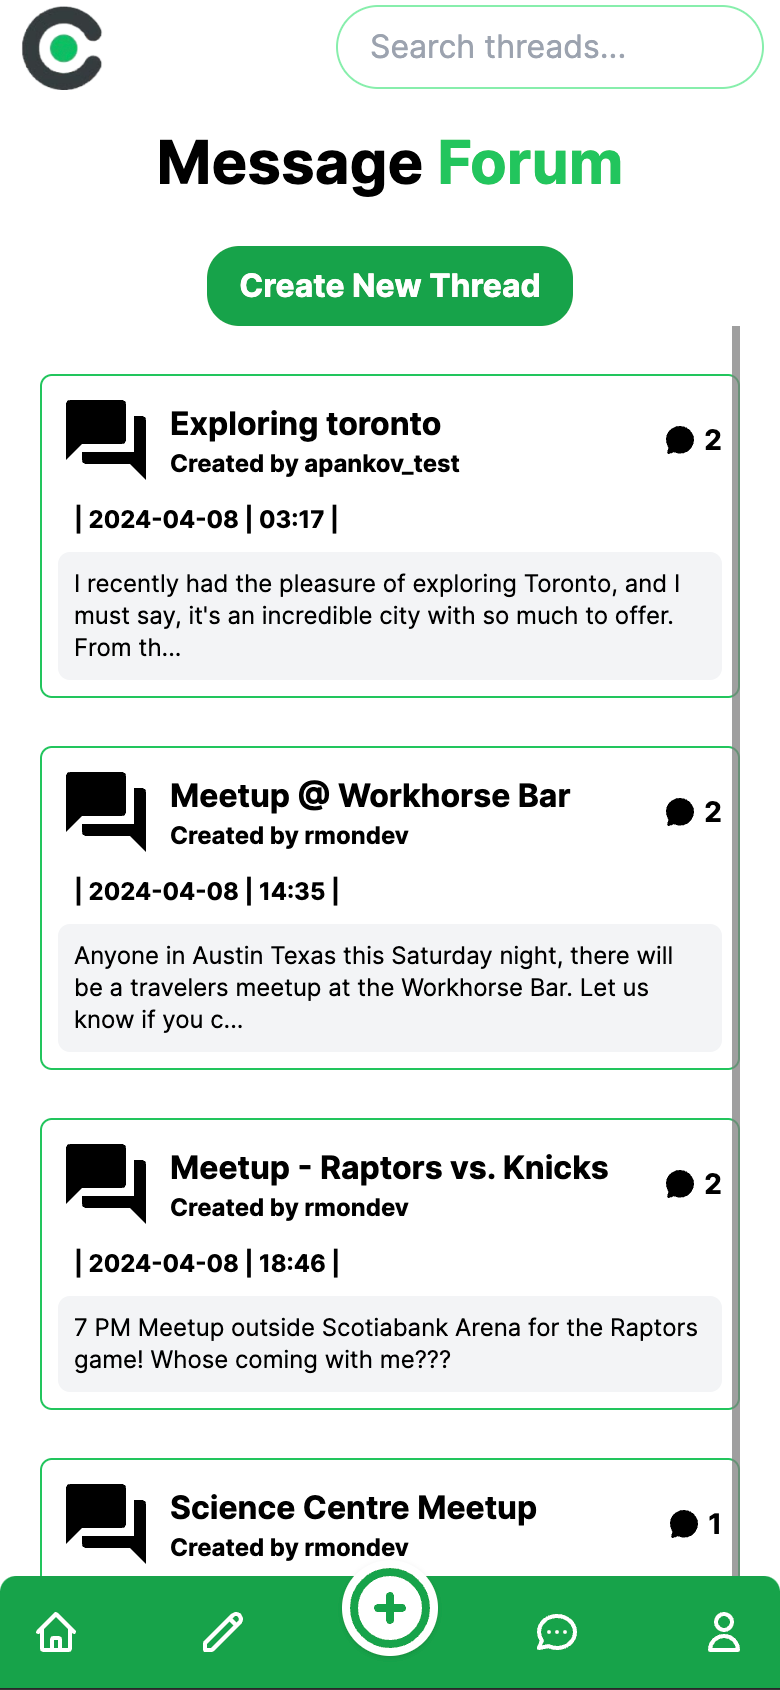 Search threads...
Message Forum
Create New Thread
Exploring toronto
2
Created by apankov_test
| 2024-04-08 | 03:17 |
I recently had the pleasure of exploring Toronto, and I
must say, it's an incredible city with so much to offer.
From th...
Meetup @ Workhorse Bar
2
Created by rmondev
| 2024-04-08 | 14:35 |
Anyone in Austin Texas this Saturday night, there will
be a travelers meetup at the Workhorse Bar. Let us
know if you c...
Meetup - Raptors vs. Knicks
2
Created by rmondev
| 2024-04-08 | 18:46 |
7 PM Meetup outside Scotiabank Arena for the Raptors
game! Whose coming with me???
Science Centre Meetup
1
Created by rmondev